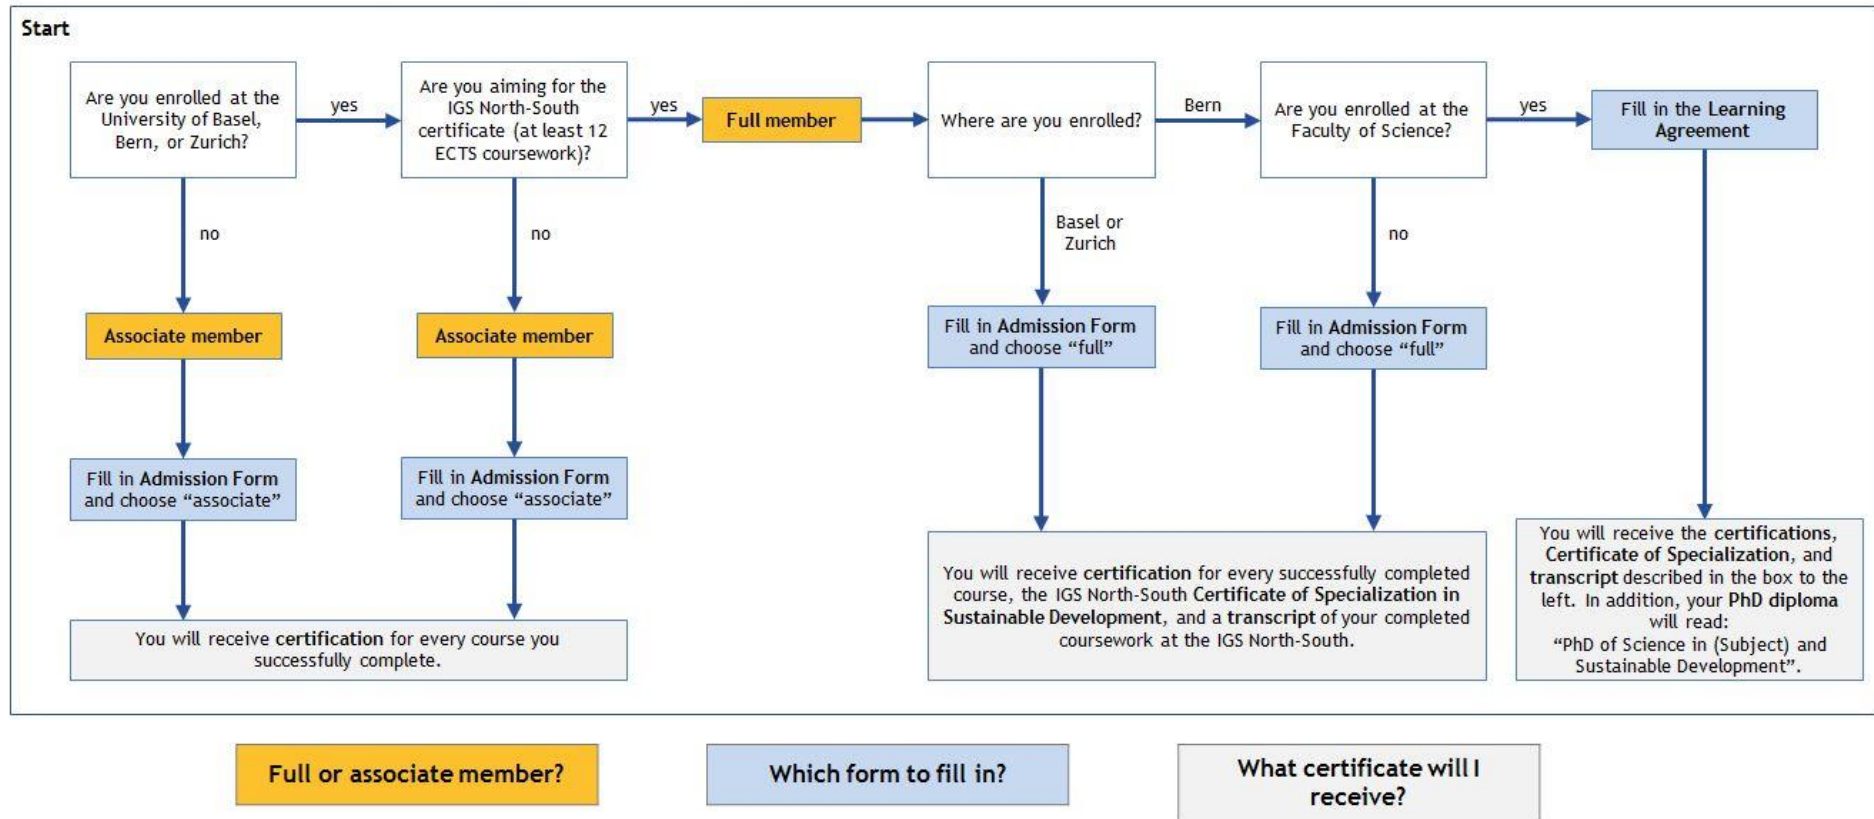 Start
Are you enrolled at the
University of Basel,
Bern, or Zurich?
yes
Are you aiming for the
IGS North-South
certificate (at least 12
ECTS coursework)?
yes
Full member
Where are you enrolled?
Bern
Are you enrolled at the
Faculty of Science?
yes
Fill in the Learning
Agreement
no
no
Basel or
Zurich
no
Associate member
Associate member
Fill in Admission Form
and choose “full”
Fill in Admission Form
and choose “full”
Fill in Admission Form
and choose “associate”
Fill in Admission Form
and choose “associate”
You will receive certification for every course you
successfully complete.
You will receive certification for every successfully completed
course, the IGS North-South Certificate of Specialization in
Sustainable Development, and a transcript of your completed
coursework at the IGS North-South.
You will receive the certifications,
Certificate of Specialization, and
transcript described in the box to the
left. In addition, your PhD diploma
will read:
“PhD of Science in (Subject) and
Sustainable Development”.
Full or associate member?
Which form to fill in?
What certificate will I
receive?